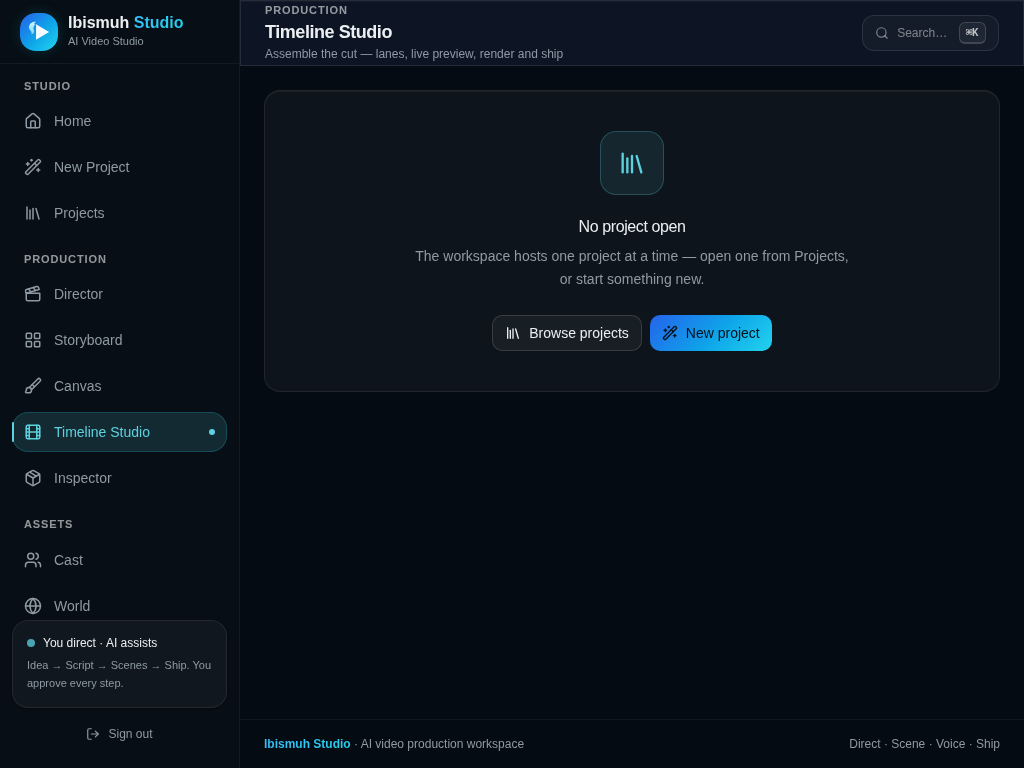 Ibismuh Studio
AI Video Studio
STUDIO
Home
New Project
Projects
PRODUCTION
Director
Storyboard
Canvas
Timeline Studio
Inspector
ASSETS
Cast
World
You direct · AI assists
Idea → Script → Scenes → Ship. You
approve every step.
Sign out
PRODUCTION
Timeline Studio
Assemble the cut — lanes, live preview, render and ship
Search…
⌘K
No project open
The workspace hosts one project at a time — open one from Projects,
or start something new.
Browse projects
New project
Ibismuh Studio · AI video production workspace
Direct · Scene · Voice · Ship